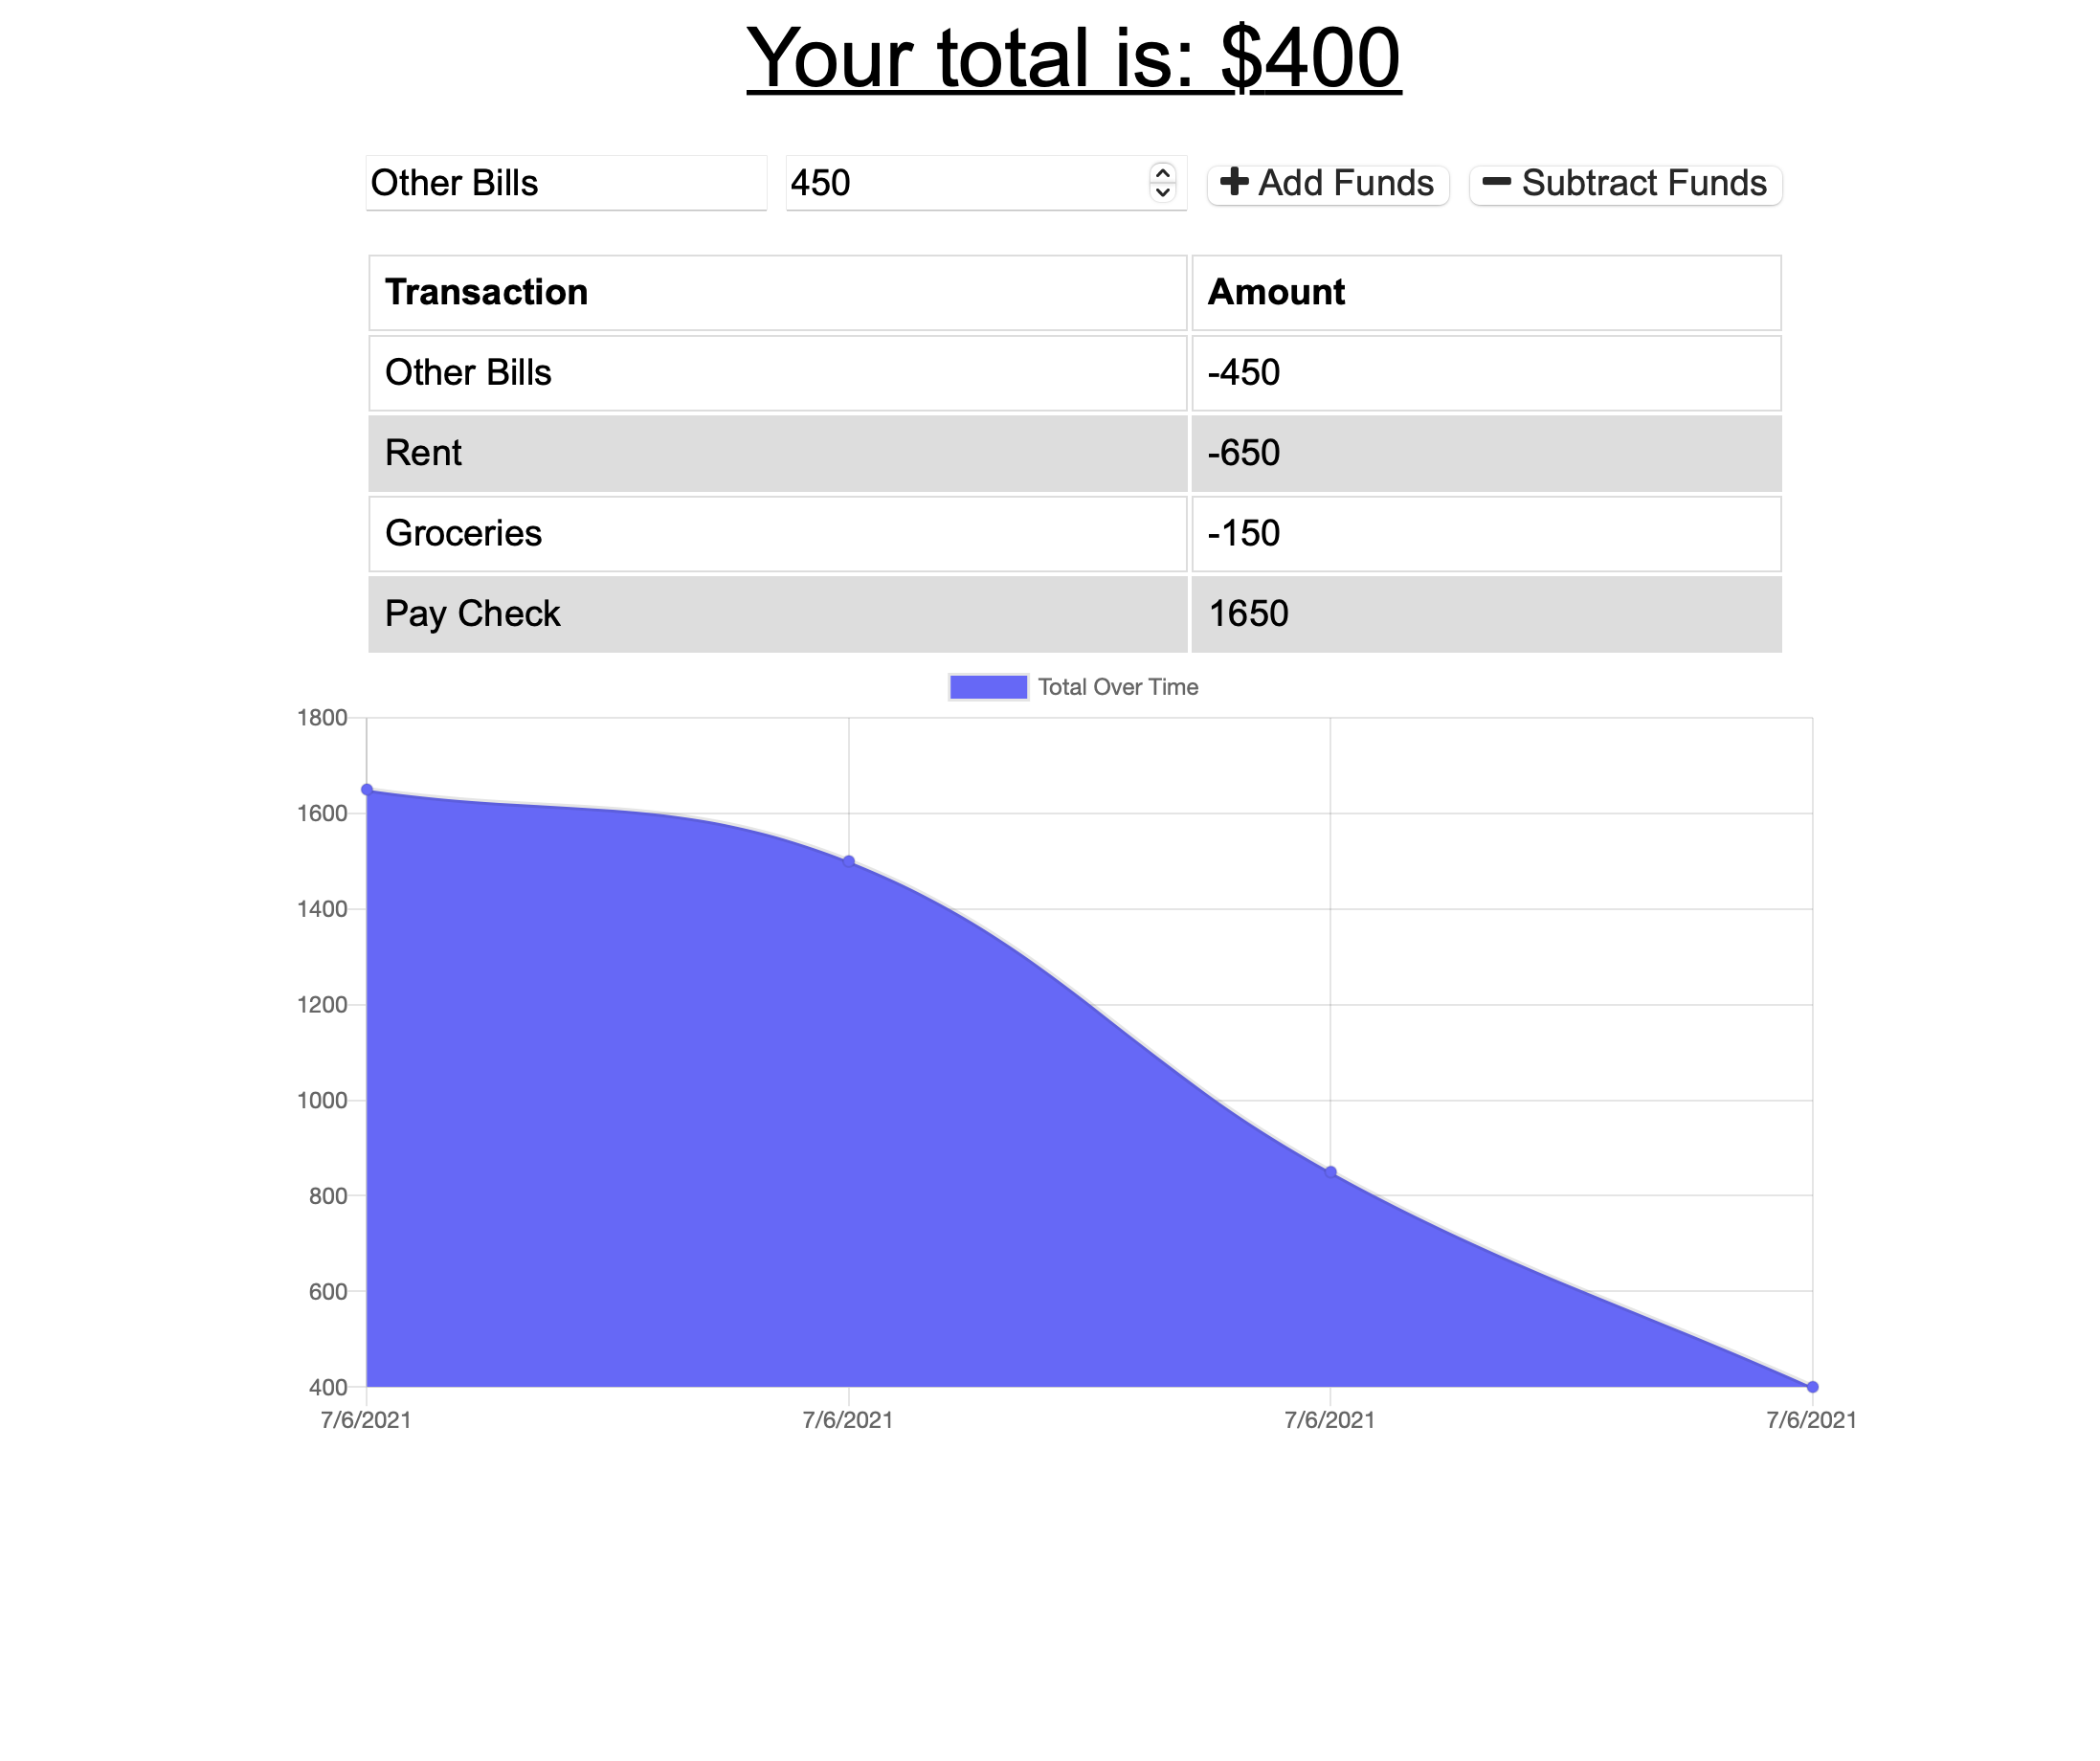 Your total is: $400
Other Bills 450 Add Funds Subtract Funds
Transaction Amount
Other Bills -450
Rent -650
Groceries -150
Pay Check 1650
Total Over Time
1800
1600
1400
1200
1000
800
600
400
7/6/2021 7/6/2021 7/6/2021 7/6/2021